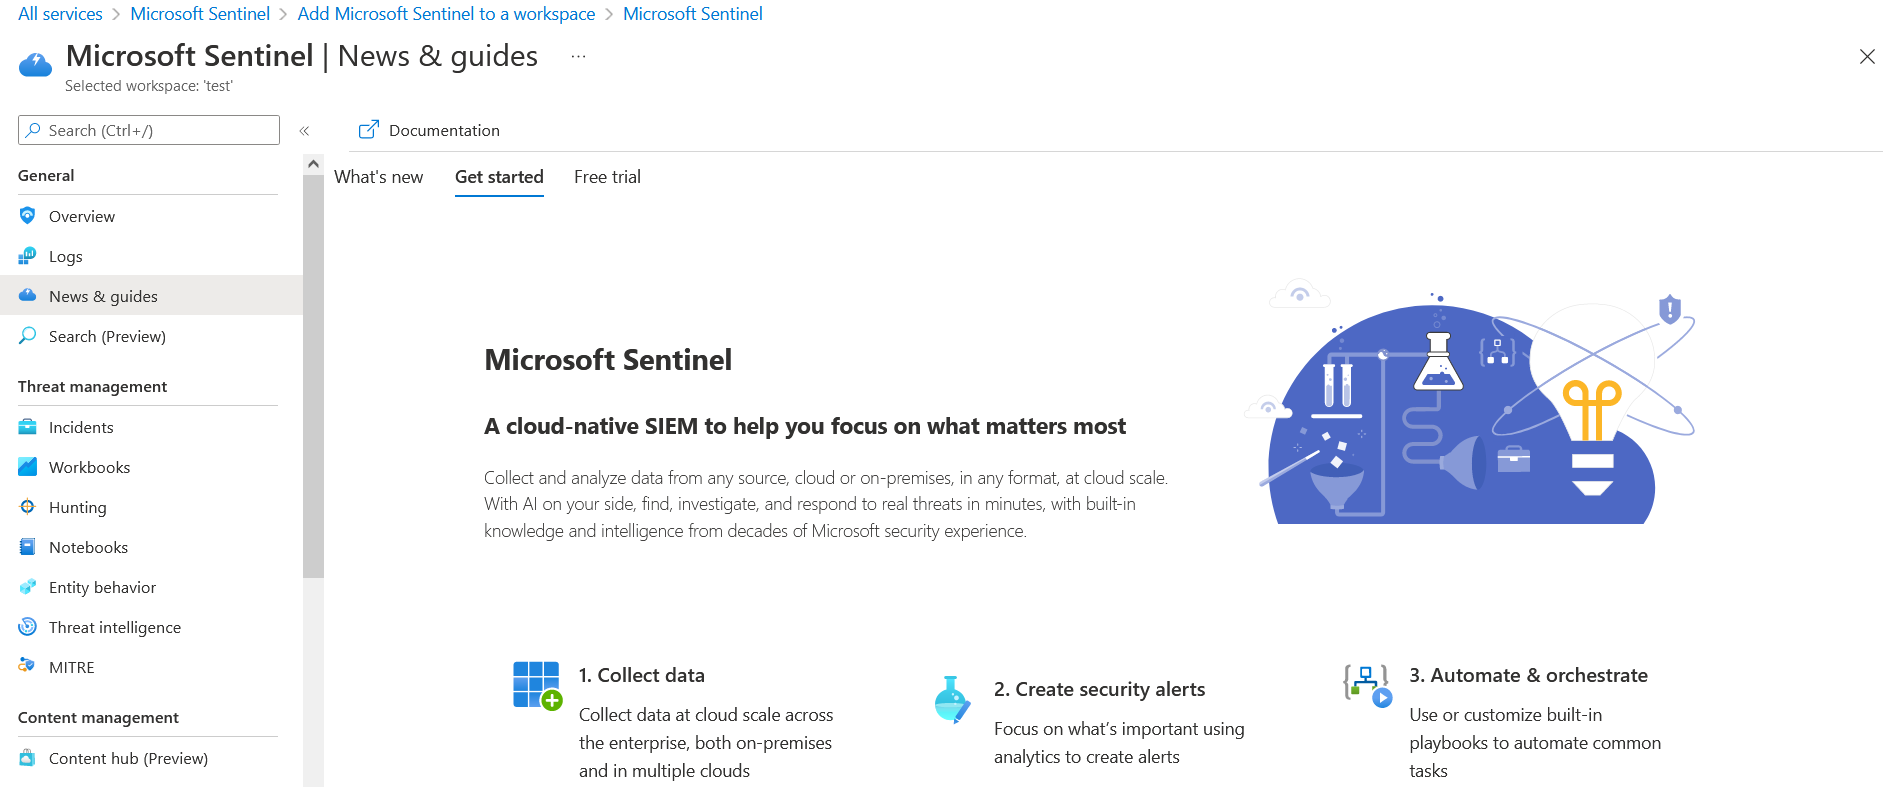 All services > Microsoft Sentinel > Add Microsoft Sentinel to a workspace > Microsoft Sentinel
Microsoft Sentinel | News & guides ...
Selected workspace: 'test'
Search (Ctrl+/)
«
Documentation
General
Overview
Logs
News & guides
Search (Preview)
Threat management
Incidents
Workbooks
Hunting
Notebooks
Entity behavior
Threat intelligence
MITRE
Content management
Content hub (Preview)
What's new
Get started
Free trial
Microsoft Sentinel
A cloud-native SIEM to help you focus on what matters most
Collect and analyze data from any source, cloud or on-premises, in any format, at cloud scale.
With AI on your side, find, investigate, and respond to real threats in minutes, with built-in
knowledge and intelligence from decades of Microsoft security experience.
1. Collect data
Collect data at cloud scale across
the enterprise, both on-premises
and in multiple clouds
2. Create security alerts
Focus on what’s important using
analytics to create alerts
3. Automate & orchestrate
Use or customize built-in
playbooks to automate common
tasks